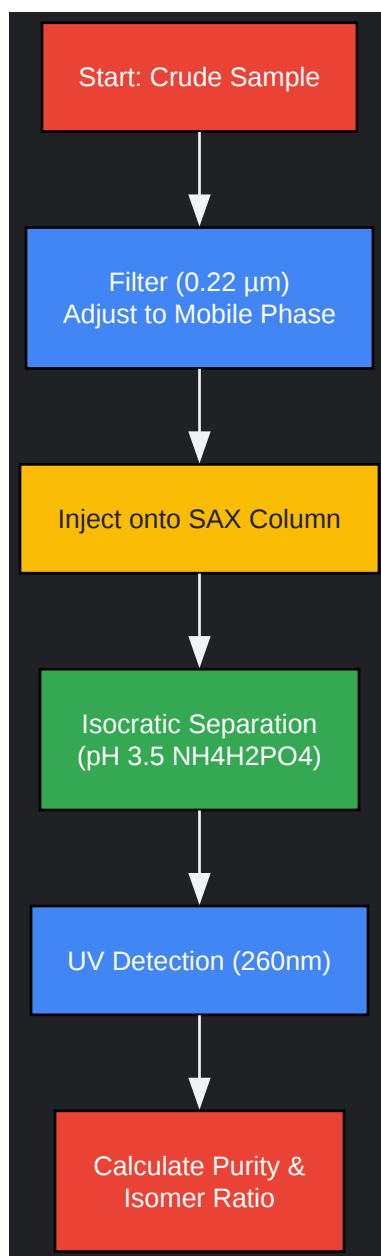 Start: Crude Sample
Filter (0.22 µm)
Adjust to Mobile Phase
Inject onto SAX Column
Isocratic Separation
(pH 3.5 NH4H2PO4)
UV Detection (260nm)
Calculate Purity &
Isomer Ratio